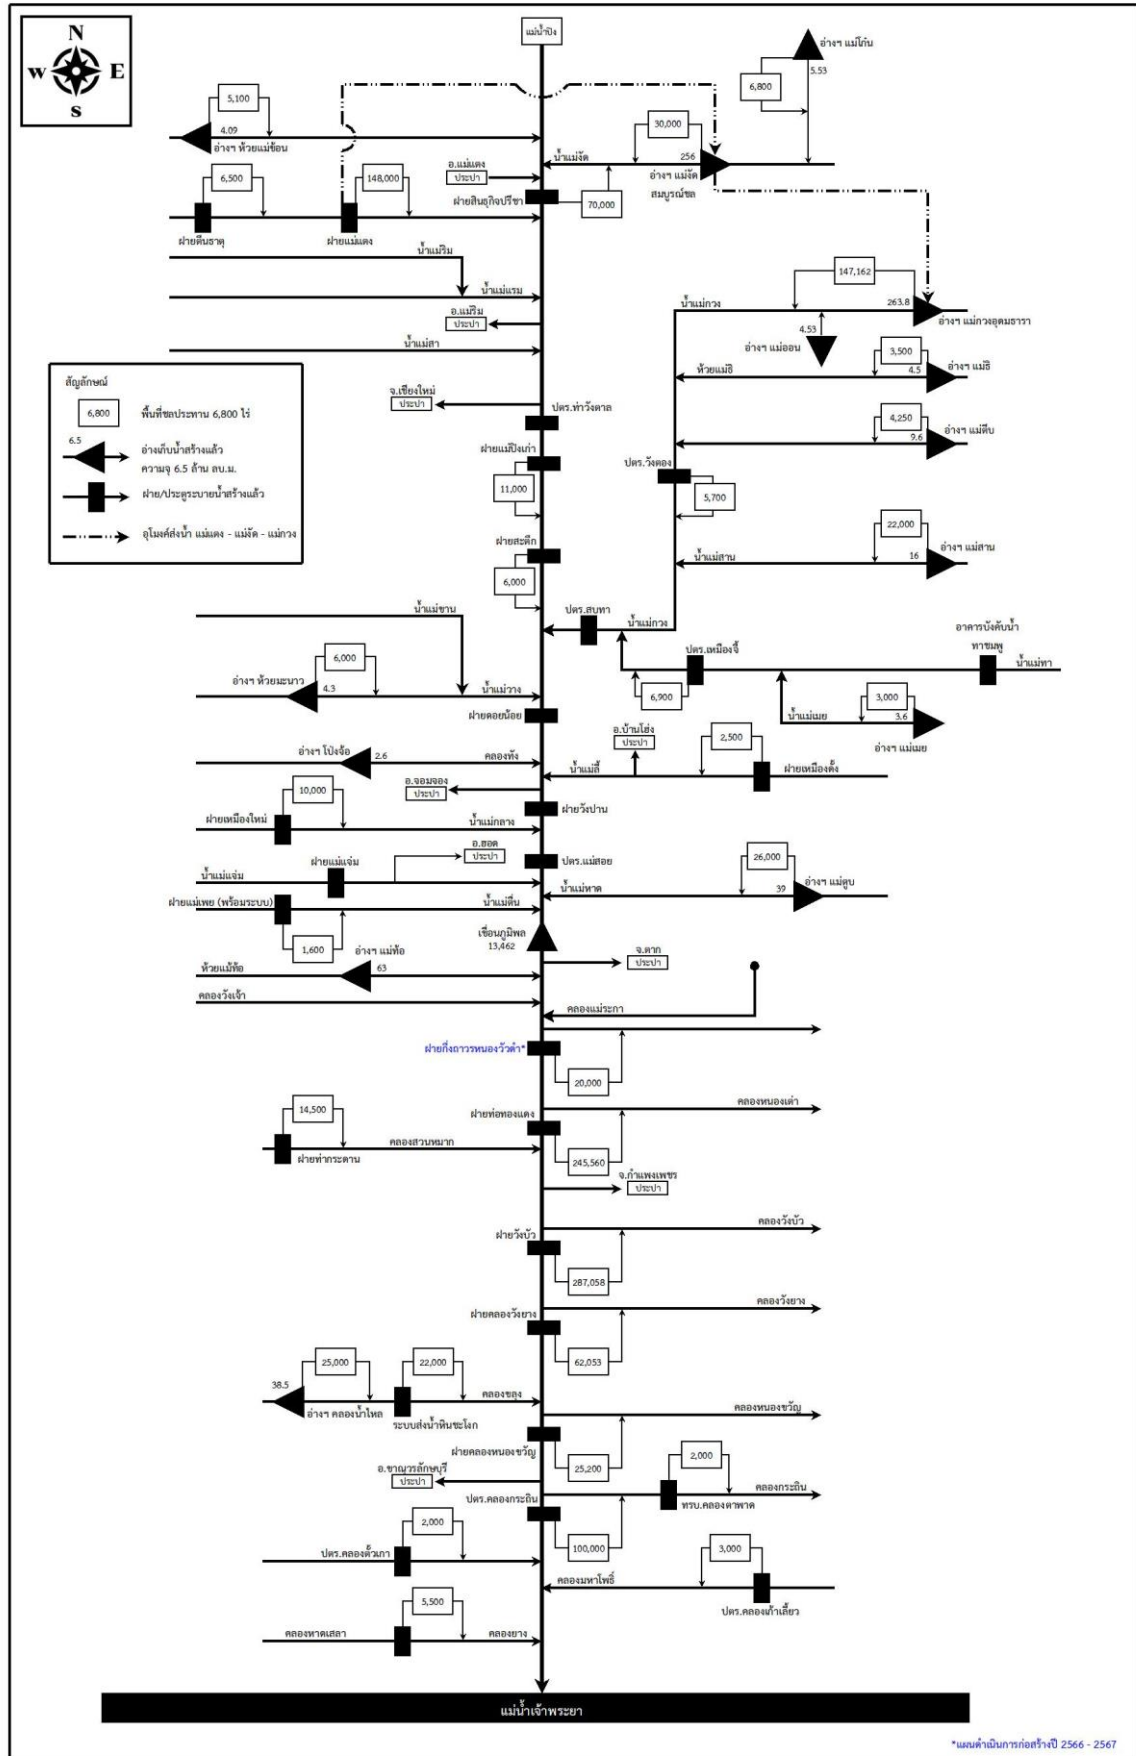 N
W
E
S
แม่น้ำปิง
อ่างฯ แม่โก๋น
5.53
6,800
5,100
4.09
อ่างฯ ห้วยแม่ข้อน
30,000
น้ำแม่งัด
256
อ่างฯ แม่งัด
สมบูรณ์ชล
อ.แม่แตง
ประปา
6,500
148,000
ฝายสินธุกิจปรีชา
70,000
ฝายตีนธาตุ
ฝายแม่แตง
น้ำแม่ริม
น้ำแม่แรม
147,162
น้ำแม่กวง
263.8
อ่างฯ แม่กวงอุดมธารา
อ.แม่ริม
ประปา
4.53
อ่างฯ แม่ออน
น้ำแม่สา
3,500
ห้วยแม่ธิ
4.5
อ่างฯ แม่ธิ
สัญลักษณ์
6,800
พื้นที่ชลประทาน 6,800 ไร่
6.5
อ่างเก็บน้ำสร้างแล้ว
ความจุ 6.5 ล้าน ลบ.ม.
ฝาย/ประตูระบายน้ำสร้างแล้ว
อุโมงค์ส่งน้ำ แม่แตง - แม่งัด - แม่กวง
จ.เชียงใหม่
ประปา
ปตร.ท่าวังตาล
4,250
9.6
อ่างฯ แม่ตีบ
ฝายแม่ปิงเก่า
11,000
ปตร.วังตอง
5,700
ฝายสะตึก
6,000
22,000
น้ำแม่สาน
16
อ่างฯ แม่สาน
น้ำแม่ขาน
ปตร.สบทา
น้ำแม่กวง
อาคารบังคับน้ำ
ทาชมพู
ปตร.เหมืองจี้
น้ำแม่ทา
6,000
อ่างฯ ห้วยมะนาว
4.3
น้ำแม่วาง
6,900
3,000
น้ำแม่เมย
3.6
อ่างฯ แม่เมย
ฝายดอยน้อย
อ่างฯ โป่งจ้อ
2.6
คลองทัง
อ.บ้านโฮ่ง
ประปา
2,500
น้ำแม่ลี้
ฝายเหมืองดั้ง
อ.จอมจอง
ประปา
10,000
ฝายเหมืองใหม่
น้ำแม่กลาง
ฝายวังปาน
อ.ฮอด
ประปา
ปตร.แม่สอย
น้ำแม่แจ่ม
ฝายแม่แจ่ม
26,000
น้ำแม่หาด
39
อ่างฯ แม่ตูบ
ฝายแม่เพย (พร้อมระบบ)
น้ำแม่ตื่น
1,600
เขื่อนภูมิพล
13,462
อ่างฯ แม่ท้อ
ห้วยแม่ท้อ
63
จ.ตาก
ประปา
คลองวังเจ้า
คลองแม่ระกา
ฝายกึ่งถาวรหนองวัวดำ*
20,000
คลองหนองเต่า
ฝายท่อทองแดง
245,560
14,500
คลองสวนหมาก
ฝายท่ากระดาน
จ.กำแพงเพชร
ประปา
คลองวังบัว
ฝายวังบัว
287,058
คลองวังยาง
ฝายคลองวังยาง
62,053
25,000
22,000
38.5
อ่างฯ คลองน้ำไหล
ระบบส่งน้ำหินชะโงก
คลองขลุง
คลองหนองขวัญ
ฝายคลองหนองขวัญ
25,200
อ.ขาณุวรลักษบุรี
ประปา
2,000
คลองกระถิน
ทรบ.คลองตาพาด
ปตร.คลองกระถิน
100,000
2,000
ปตร.คลองตั้วเกา
3,000
คลองมหาโพธิ์
ปตร.คลองเก้าเลี้ยว
5,500
คลองหาดเสลา
คลองยาง
แม่น้ำเจ้าพระยา
*แผนดำเนินการก่อสร้างปี 2566 - 2567